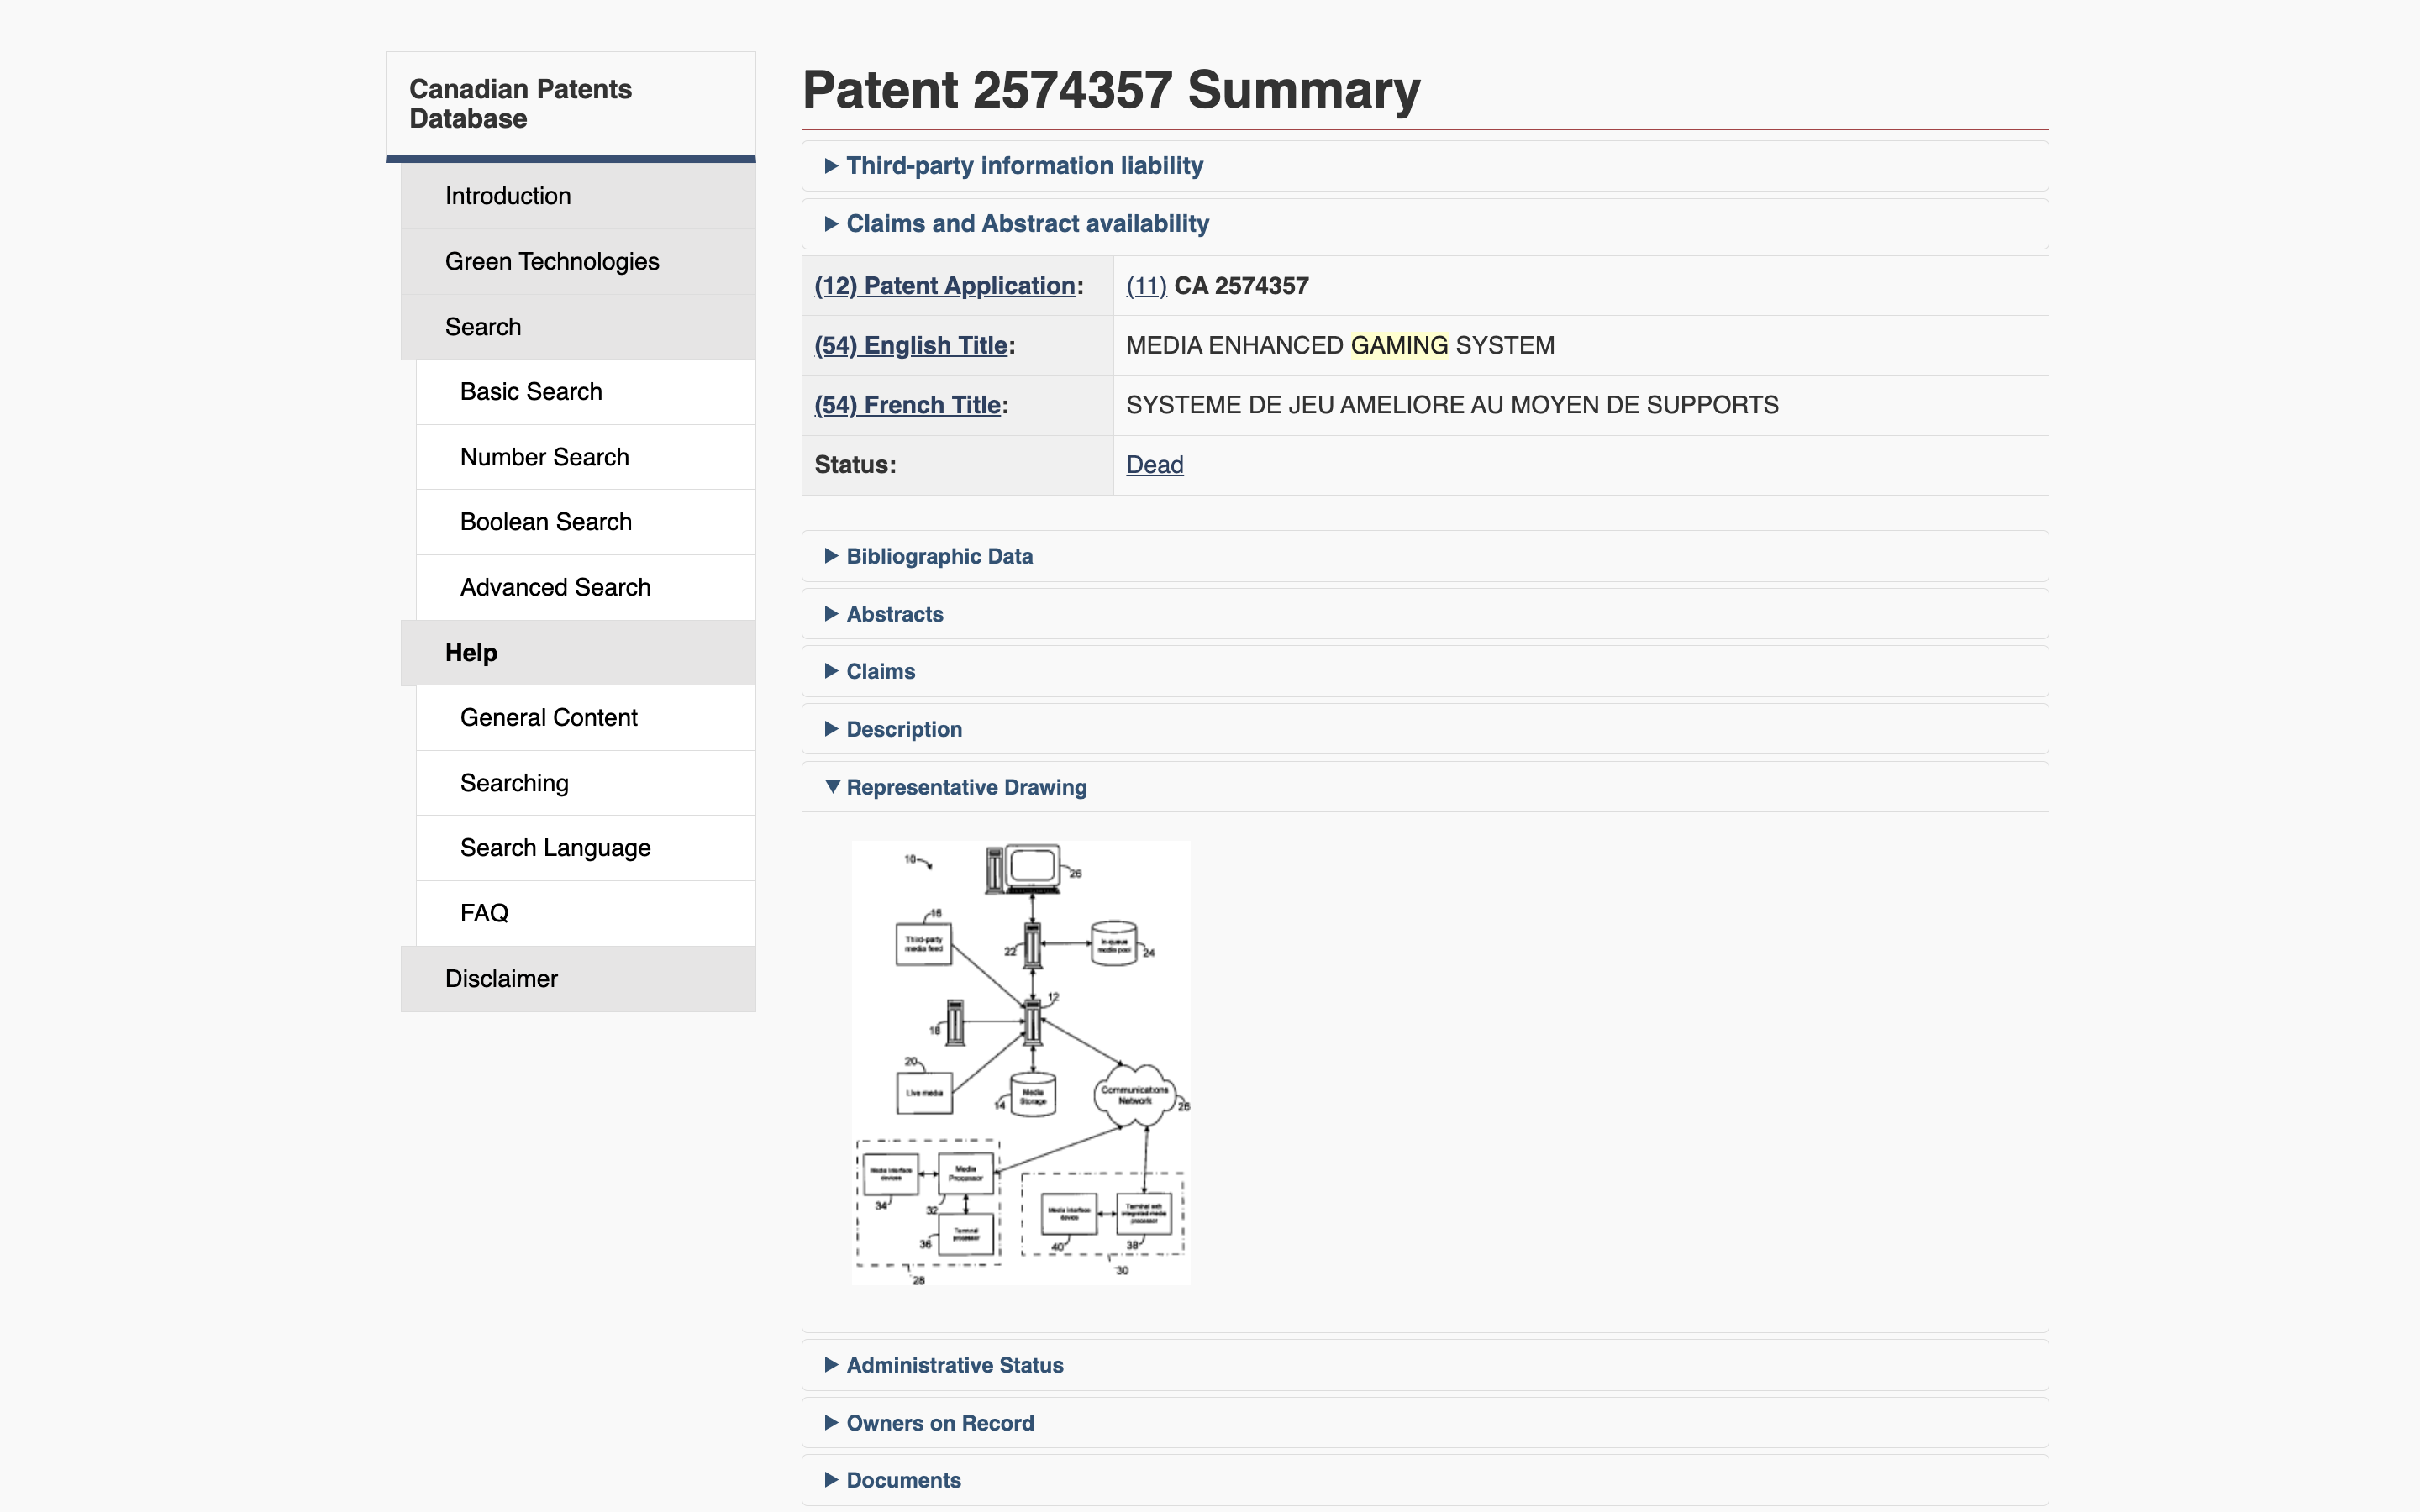 Canadian Patents
Database
Introduction
Green Technologies
Search
Basic Search
Number Search
Boolean Search
Advanced Search
Help
General Content
Searching
Search Language
FAQ
Disclaimer
Patent 2574357 Summary
Third-party information liability
Claims and Abstract availability
(12) Patent Application: (11) CA 2574357
(54) English Title: MEDIA ENHANCED GAMING SYSTEM
(54) French Title: SYSTEME DE JEU AMELIORE AU MOYEN DE SUPPORTS
Status: Dead
Bibliographic Data
Abstracts
Claims
Description
Representative Drawing
10
26
16
Third-party
media feed
22
In-queue
media pool
24
12
18
20
Live media
14
Media
Storage
Communications
Network
26
Media interface
devices
34
Media
Processor
32
Terminal
processor
36
28
Media interface
device
40
Terminal with
integrated media
processor
38
30
Administrative Status
Owners on Record
Documents